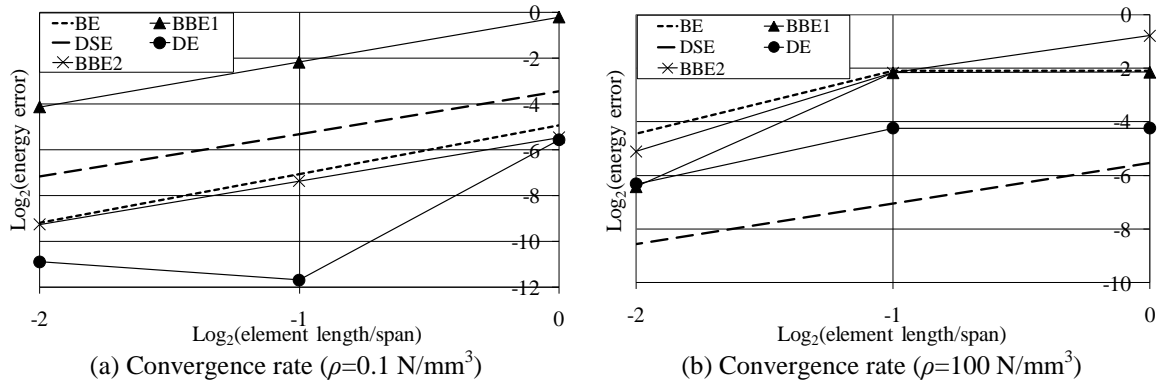 0
BE
BBE1
DSE
DE
BBE2
-2
-4
-6
-8
-10
-12
-2
-1
0
Log2(energy error)
Log2(element length/span)
(a) Convergence rate (ρ=0.1 N/mm³)
0
BE
BBE1
DSE
DE
BBE2
-2
-4
-6
-8
-10
-2
-1
0
Log2(energy error)
Log2(element length/span)
(b) Convergence rate (ρ=100 N/mm³)